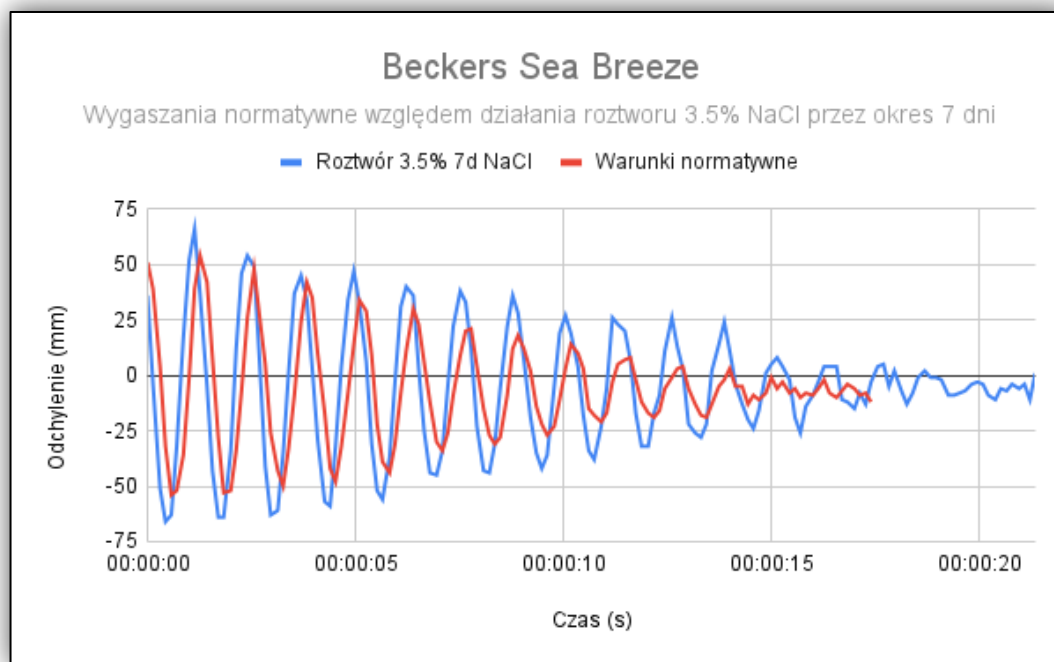 Beckers Sea Breeze
Wygaszania normatywne względem działania roztworu 3.5% NaCl przez okres 7 dni
Roztwór 3.5% 7d NaCl Warunki normatywne
75
50
25
0
-25
-50
-75
Odchylenie (mm)
00:00:00 00:00:05 00:00:10 00:00:15 00:00:20
Czas (s)